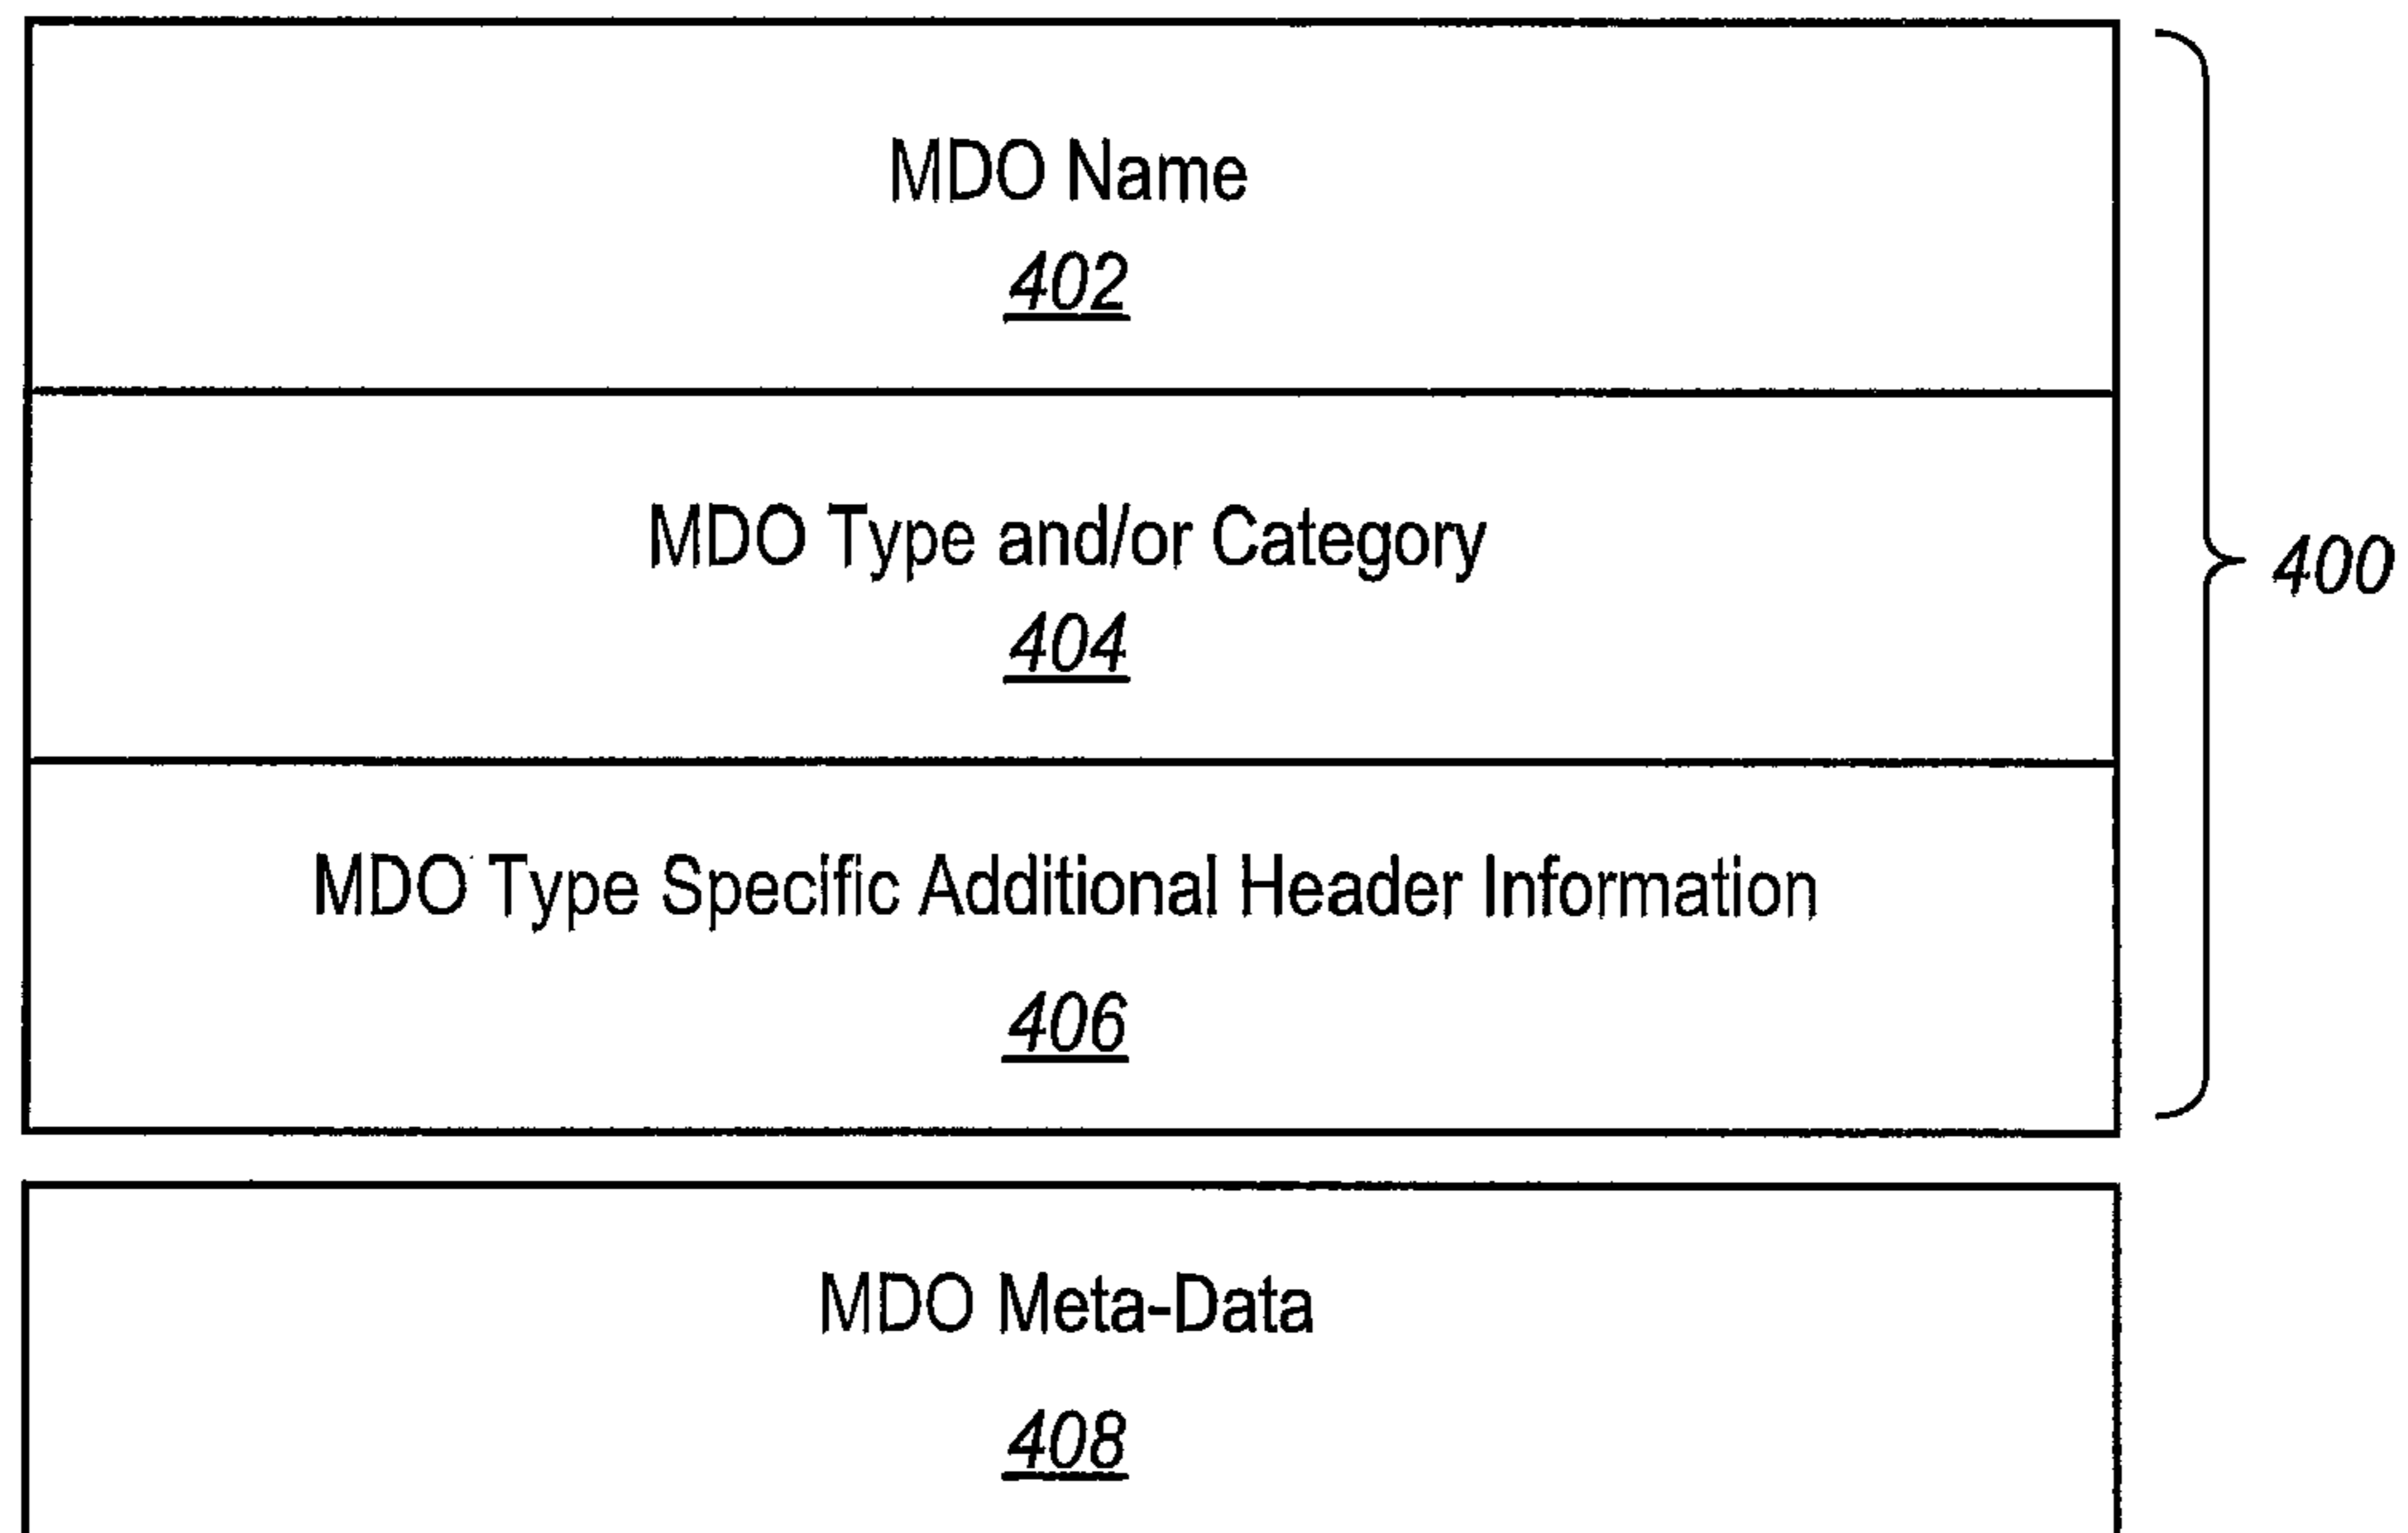 MDO Name
402
MDO Type and/or Category
404
400
MDO Type Specific Additional Header Information
406
MDO Meta-Data
408